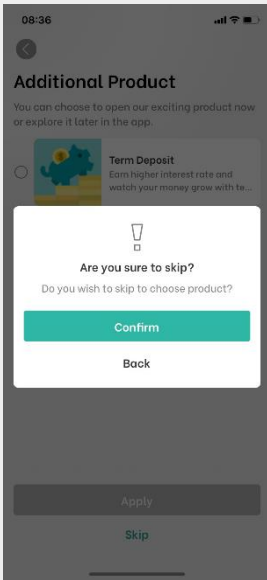 08:36
Additional Product
You can choose to open our exciting product now
or explore it later in the app.
Term Deposit
Earn higher interest rate and
watch your money grow with te...
Are you sure to skip?
Do you wish to skip to choose product?
Confirm
Back
Apply
Skip